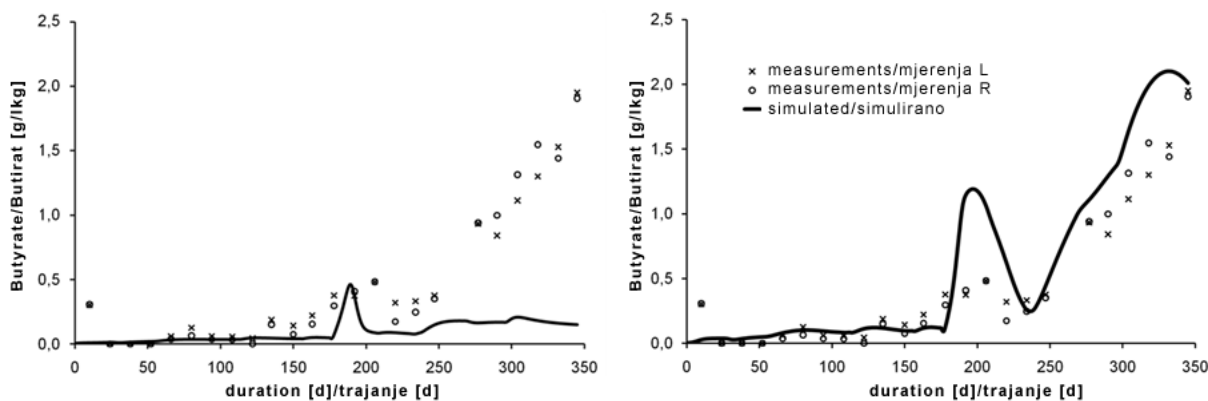 2,5
2,0
1,5
1,0
0,5
0,0
Butyrate/Butirat [g/lkg]
0 50 100 150 200 250 300 350
duration [d]/trajanje [d]
2,5
2,0
1,5
1,0
0,5
0,0
Butyrate/Butirat [g/lkg]
measurements/mjerenja L
measurements/mjerenja R
simulated/simulirano
0 50 100 150 200 250 300 350
duration [d]/trajanje [d]